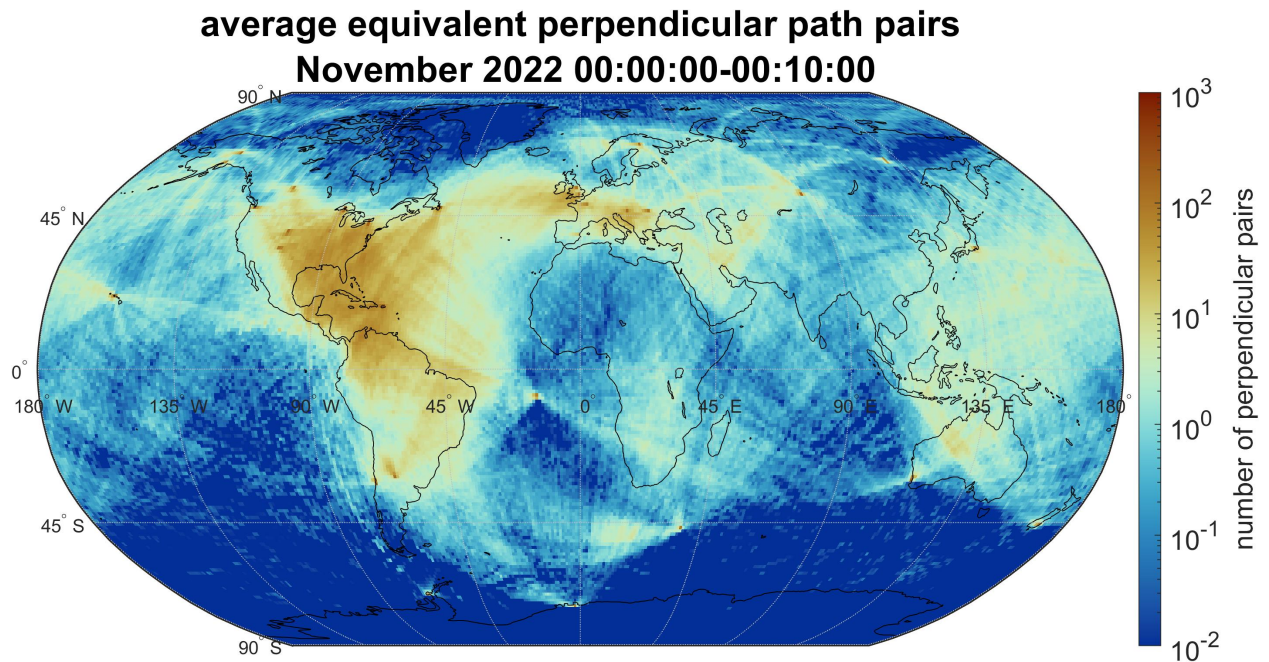 average equivalent perpendicular path pairs
November 2022 00:00:00-00:10:00
90° N
45° N
0°
180° W
135° W
90° W
45° W
0°
45° E
90° E
135° E
180°
45° S
90° S
10³
10²
10¹
10⁰
10⁻¹
10⁻²
number of perpendicular pairs